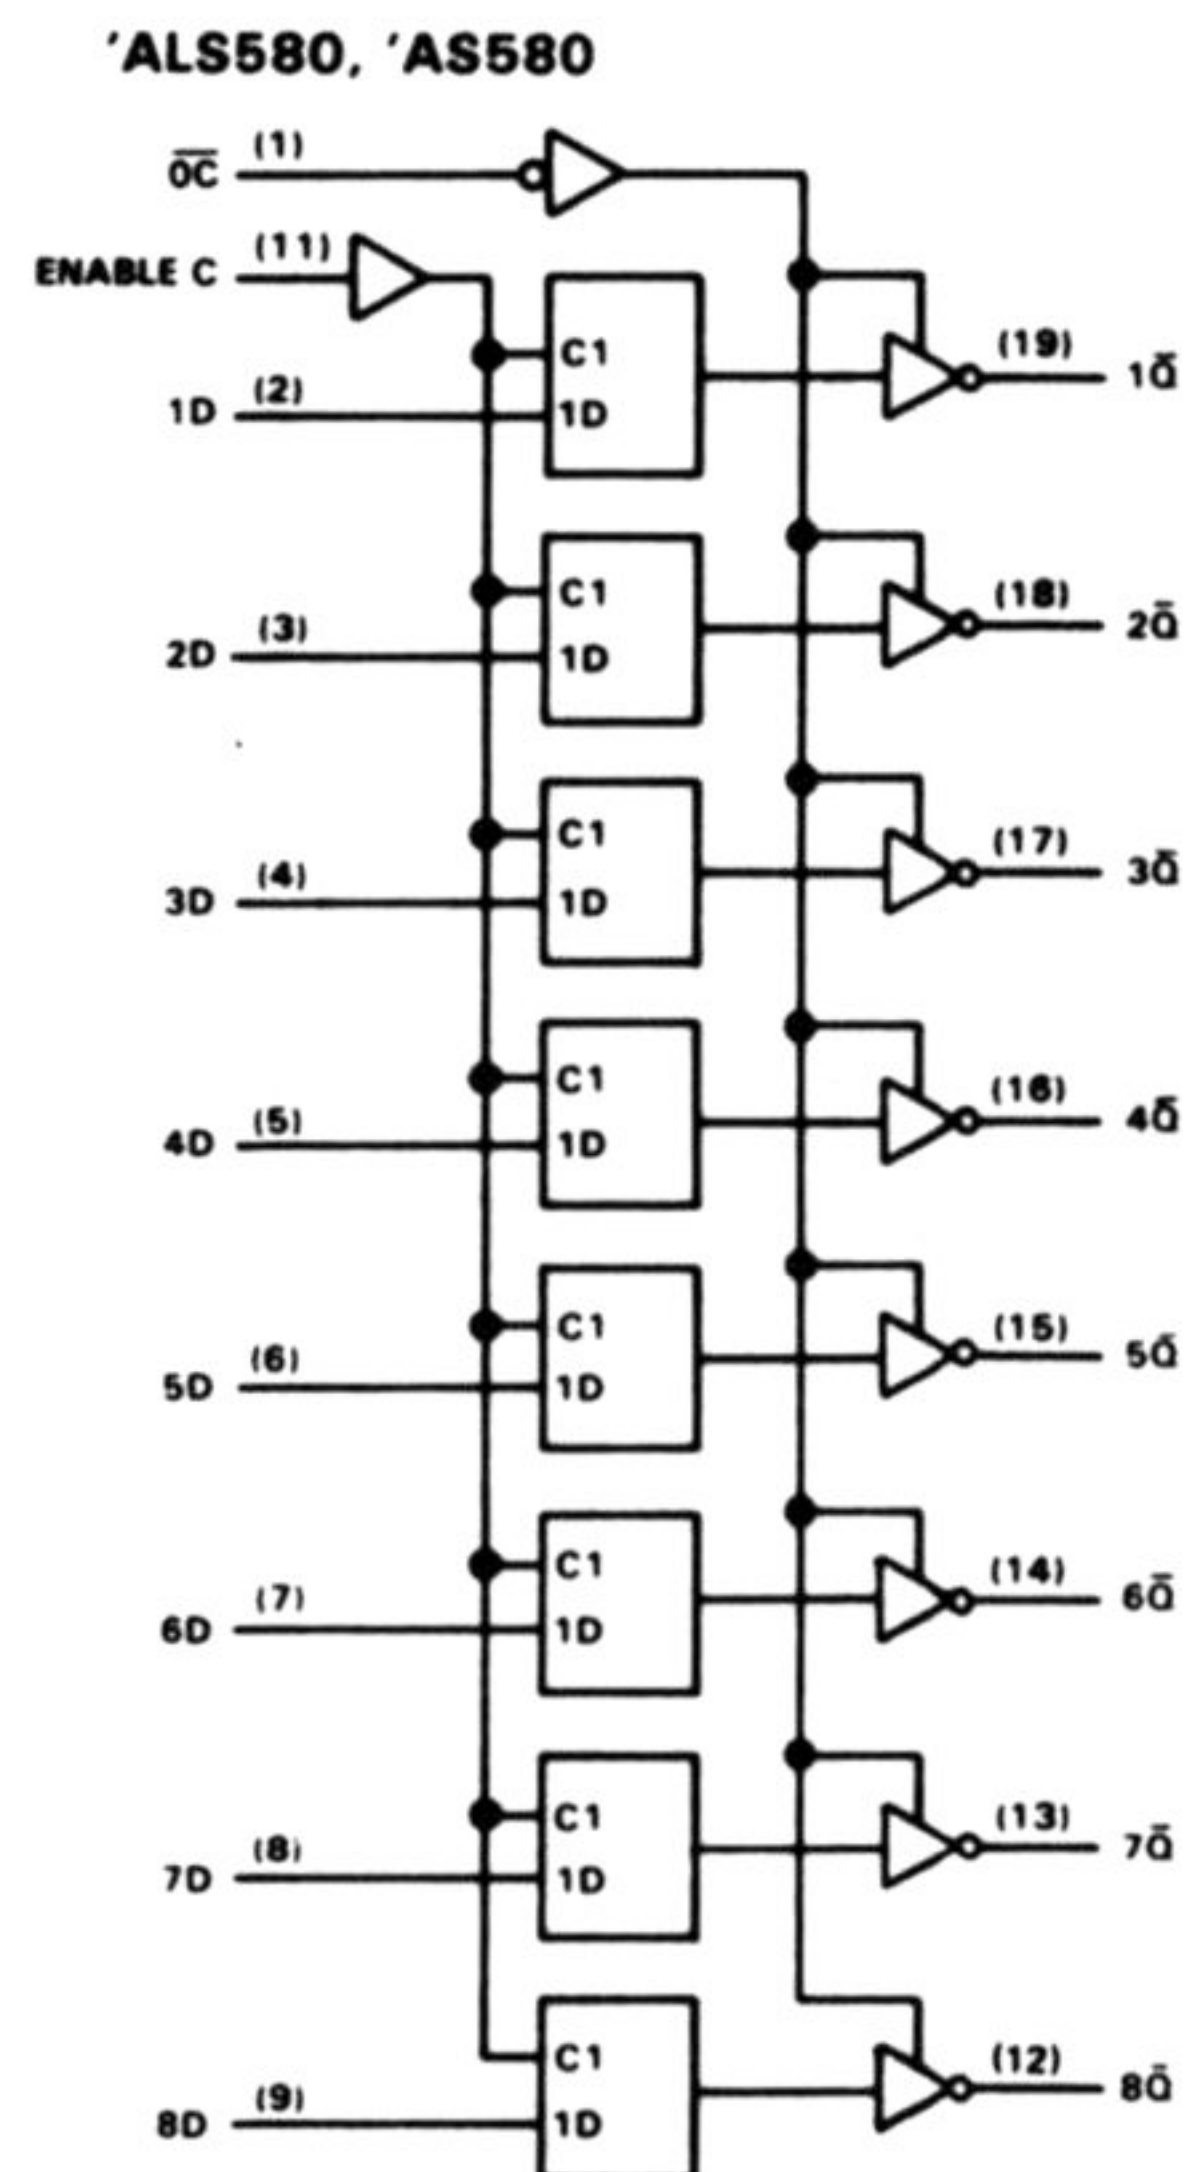 'ALS580, 'AS580
0C̅ (1)
ENABLE C (11)
C1
(19) 1Q̅
1D (2) 1D
C1
(18) 2Q̅
2D (3) 1D
C1
(17) 3Q̅
3D (4) 1D
C1
(16) 4Q̅
4D (5) 1D
C1
(15) 5Q̅
5D (6) 1D
C1
(14) 6Q̅
6D (7) 1D
C1
(13) 7Q̅
7D (8) 1D
C1
(12) 8Q̅
8D (9) 1D